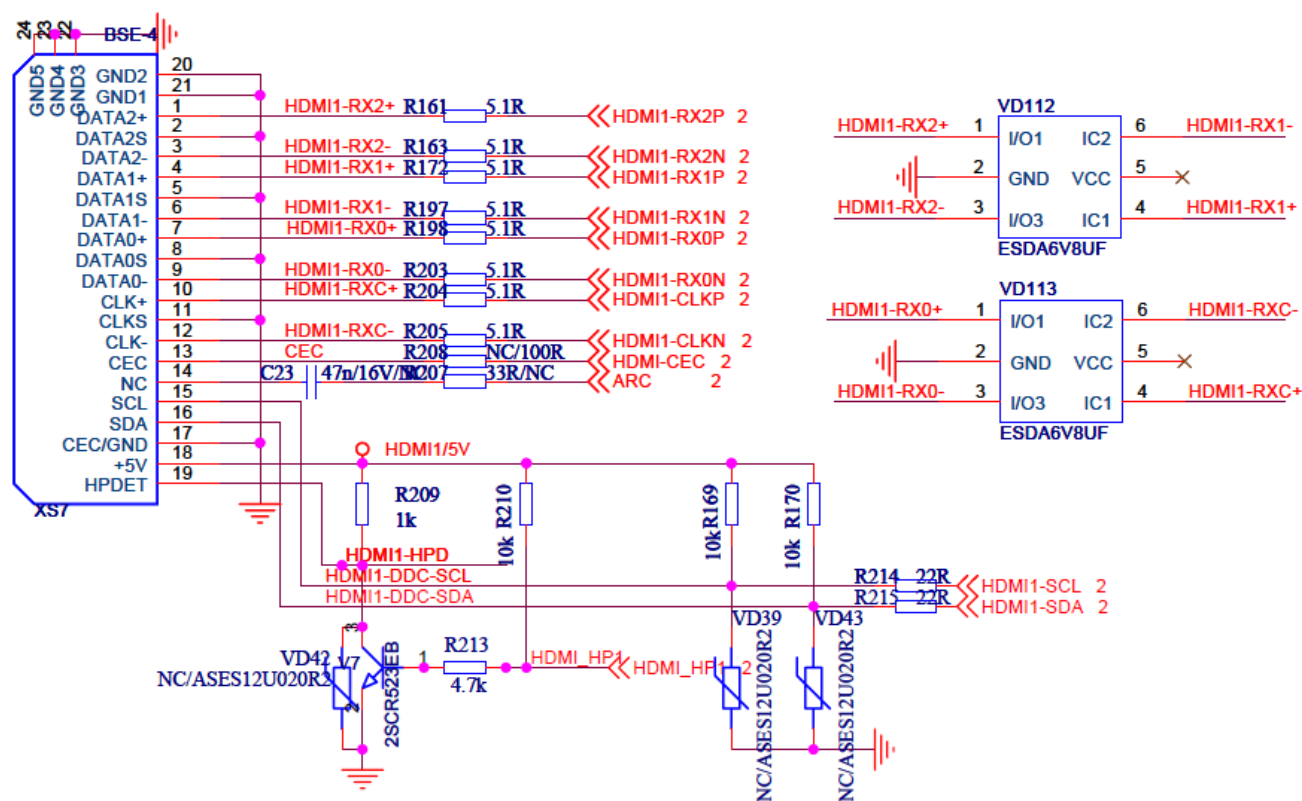 24
23
22
BSE-4
GND5
GND4
GND3
GND2 20
GND1 21
DATA2+ 1 HDMI1-RX2+ R161 5.1R HDMI1-RX2P 2
DATA2S 2
DATA2- 3 HDMI1-RX2- R163 5.1R HDMI1-RX2N 2
DATA1+ 4 HDMI1-RX1+ R172 5.1R HDMI1-RX1P 2
DATA1S 5
DATA1- 6 HDMI1-RX1- R197 5.1R HDMI1-RX1N 2
DATA0+ 7 HDMI1-RX0+ R198 5.1R HDMI1-RX0P 2
DATA0S 8
DATA0- 9 HDMI1-RX0- R203 5.1R HDMI1-RX0N 2
CLK+ 10 HDMI1-RXC+ R204 5.1R HDMI1-CLKP 2
CLKS 11
CLK- 12 HDMI1-RXC- R205 5.1R HDMI1-CLKN 2
CEC 13 CEC R208 NC/100R HDMI-CEC 2
NC 14 C23 47n/16V/NC R207 33R/NC ARC 2
SCL 15
SDA 16
CEC/GND 17
+5V 18
HPDET 19
XS7
HDMI1/5V
R209
1k
R210
10k
R169
10k
R170
10k
HDMI1-HPD
HDMI1-DDC-SCL
HDMI1-DDC-SDA
R214 22R HDMI1-SCL 2
R215 22R HDMI1-SDA 2
VD42
NC/ASES12U020R2
V7
3
2
1
2SCR523EB
R213
4.7k
HDMI_HP1
HDMI_HP1 2
VD39
NC/ASES12U020R2
VD43
NC/ASES12U020R2
VD112
HDMI1-RX2+ 1 I/O1 IC2 6 HDMI1-RX1-
2 GND VCC 5
HDMI1-RX2- 3 I/O3 IC1 4 HDMI1-RX1+
ESDA6V8UF
VD113
HDMI1-RX0+ 1 I/O1 IC2 6 HDMI1-RXC-
2 GND VCC 5
HDMI1-RX0- 3 I/O3 IC1 4 HDMI1-RXC+
ESDA6V8UF